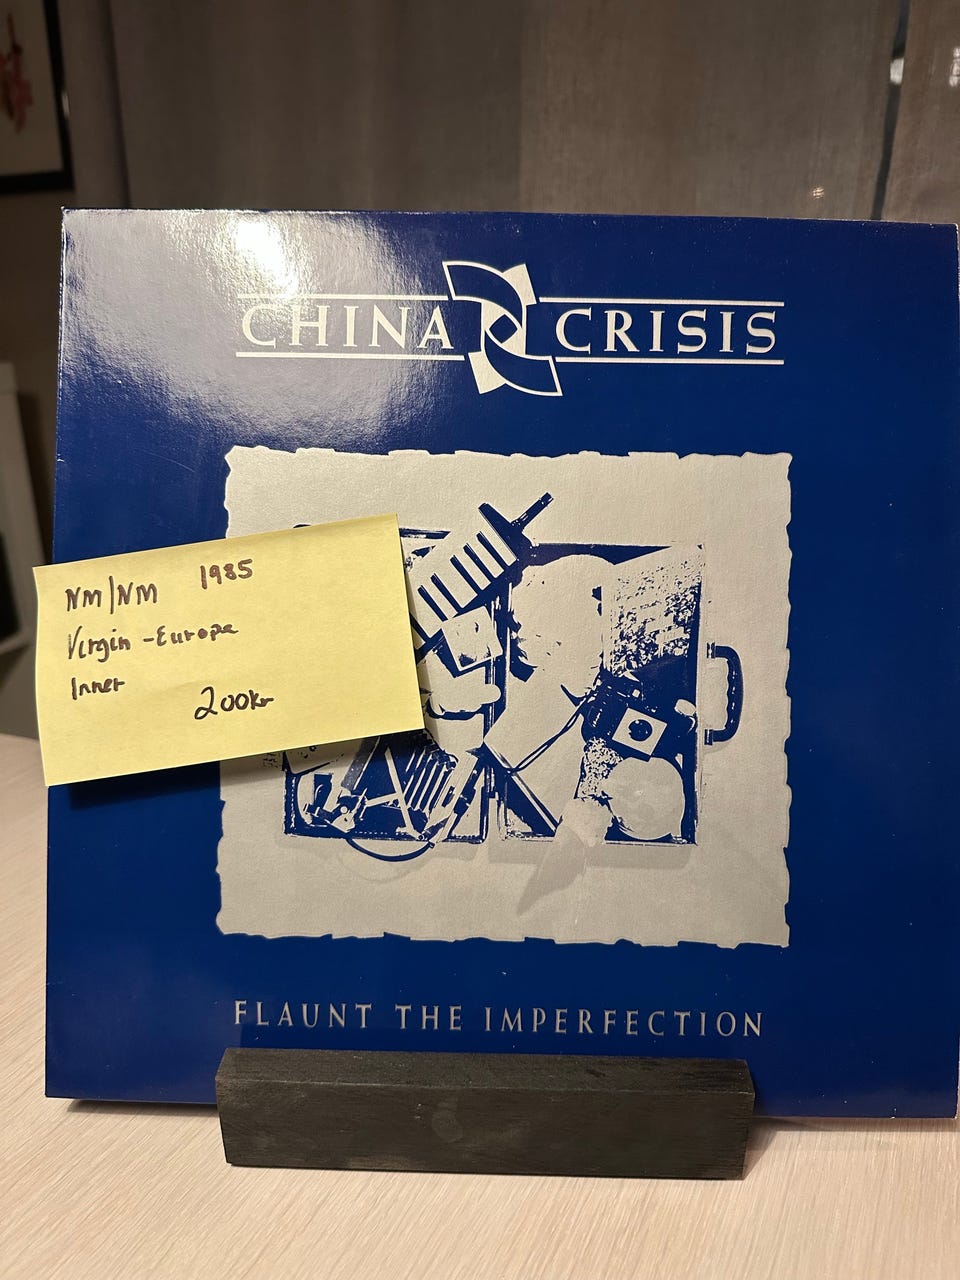 CHINA CRISIS
NM/NM 1985
Virgin - Europe
Inner
200kr
FLAUNT THE IMPERFECTION